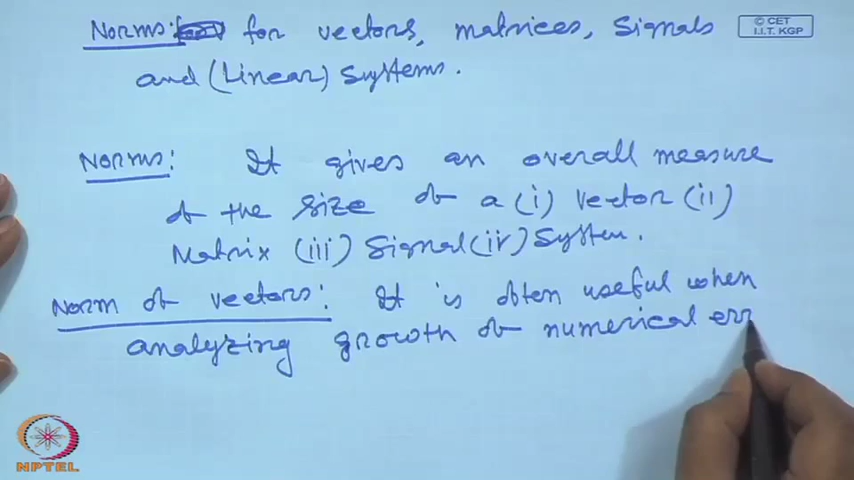 Norms: for vectors, matrices, Signals
© CET
I.I.T. KGP
and (Linear) Systems.
Norms: It gives an overall measure
of the size of a (i) vector (ii)
Matrix (iii) Signal (iv) System.
Norm of vectors: It is often useful when
analyzing growth of numerical err
NPTEL